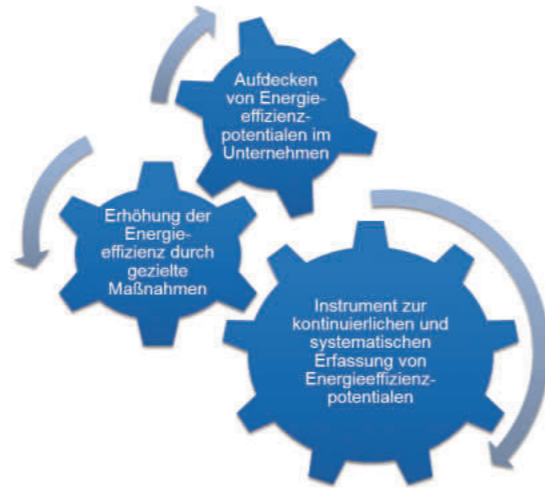 Aufdecken
von Energie-
effizienz-
potentialen im
Unternehmen
Erhöhung der
Energie-
effizienz durch
gezielte
Maßnahmen
Instrument zur
kontinuierlichen und
systematischen
Erfassung von
Energieeffizienz-
potentialen